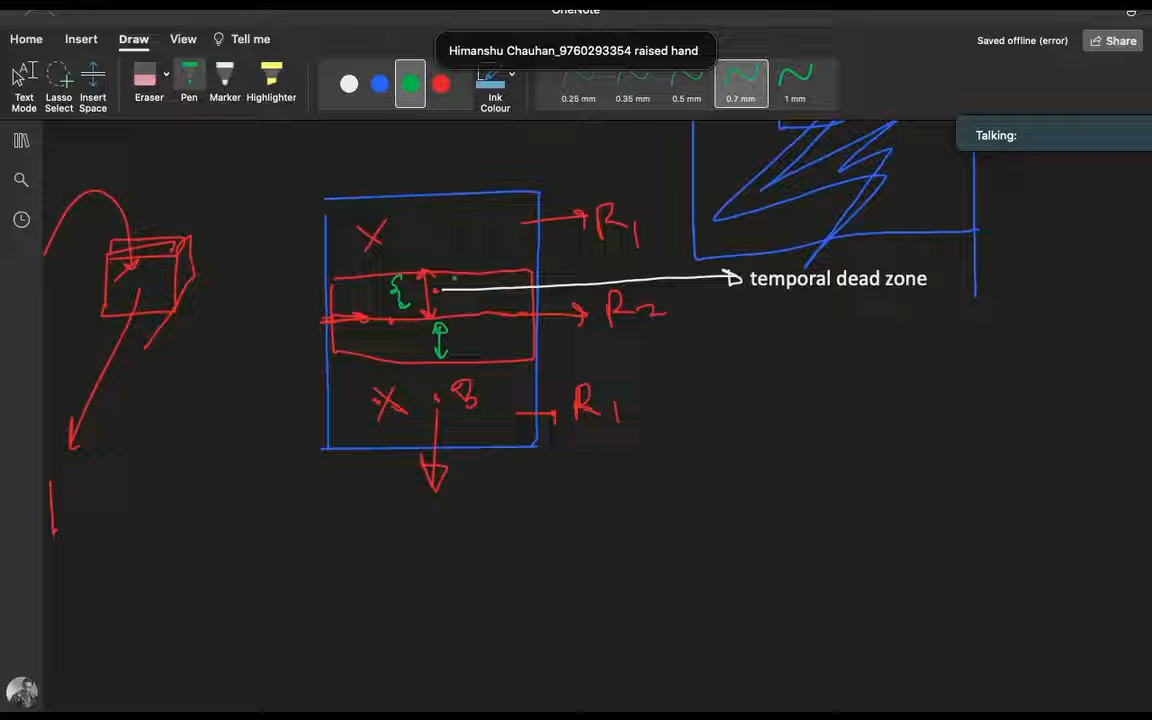 OneNote
Himanshu Chauhan_9760293354 raised hand
Home Insert Draw View Tell me
Saved offline (error) Share
Text Mode
Lasso Select
Insert Space
Eraser
Pen
Marker
Highlighter
Ink Colour
0.25 mm
0.35 mm
0.5 mm
0.7 mm
1 mm
Talking:
X
R1
temporal dead zone
R2
X
B
R1